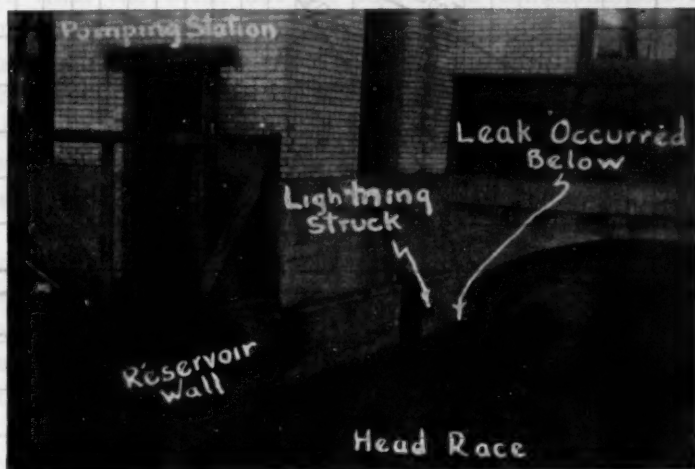 Pumping Station
Leak Occurred
Below
Lightning
Struck
Reservoir
Wall
Head Race